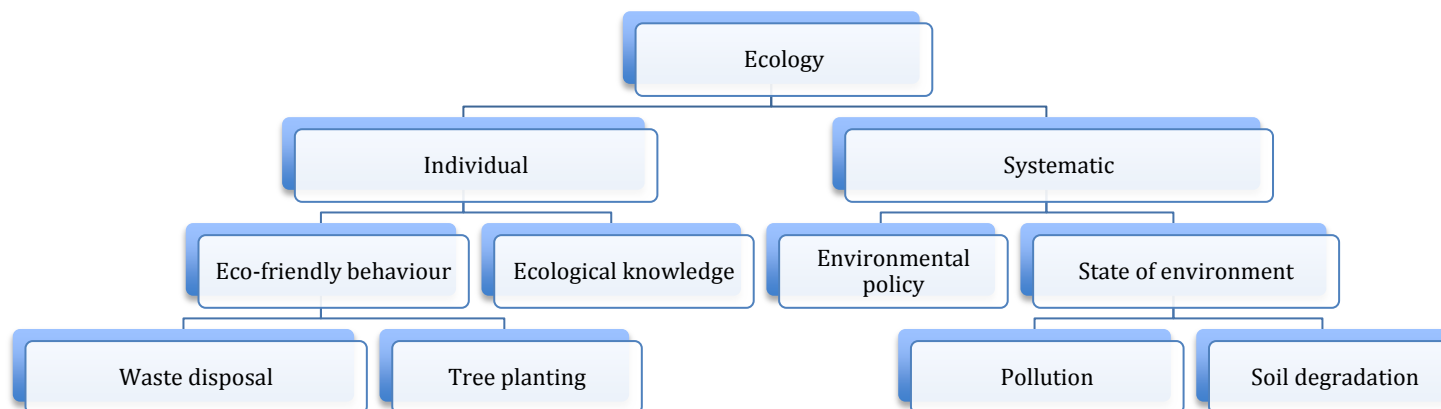 Ecology
Individual
Systematic
Eco-friendly behaviour
Ecological knowledge
Environmental
policy
State of environment
Waste disposal
Tree planting
Pollution
Soil degradation